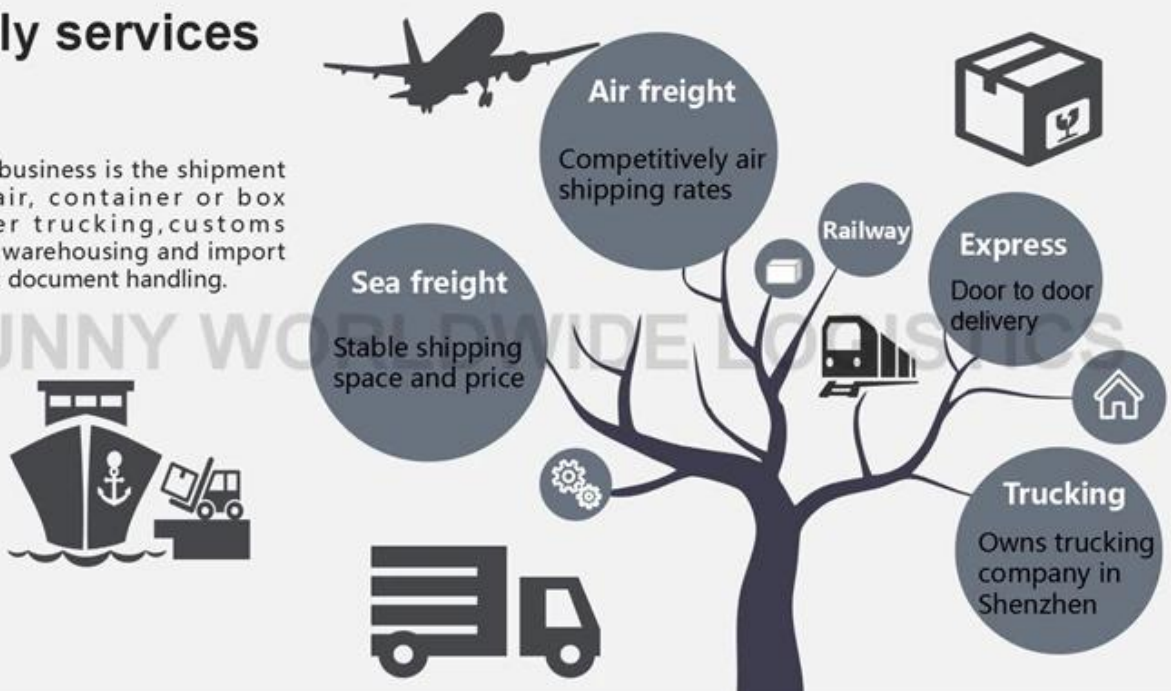 ly services
business is the shipment
air, container or box
er trucking,customs
warehousing and import
document handling.
Air freight
Competitively air
shipping rates
Railway
Express
Door to door
delivery
Sea freight
Stable shipping
space and price
UNNY WORLDWIDE LOGISTICS
Trucking
Owns trucking
company in
Shenzhen